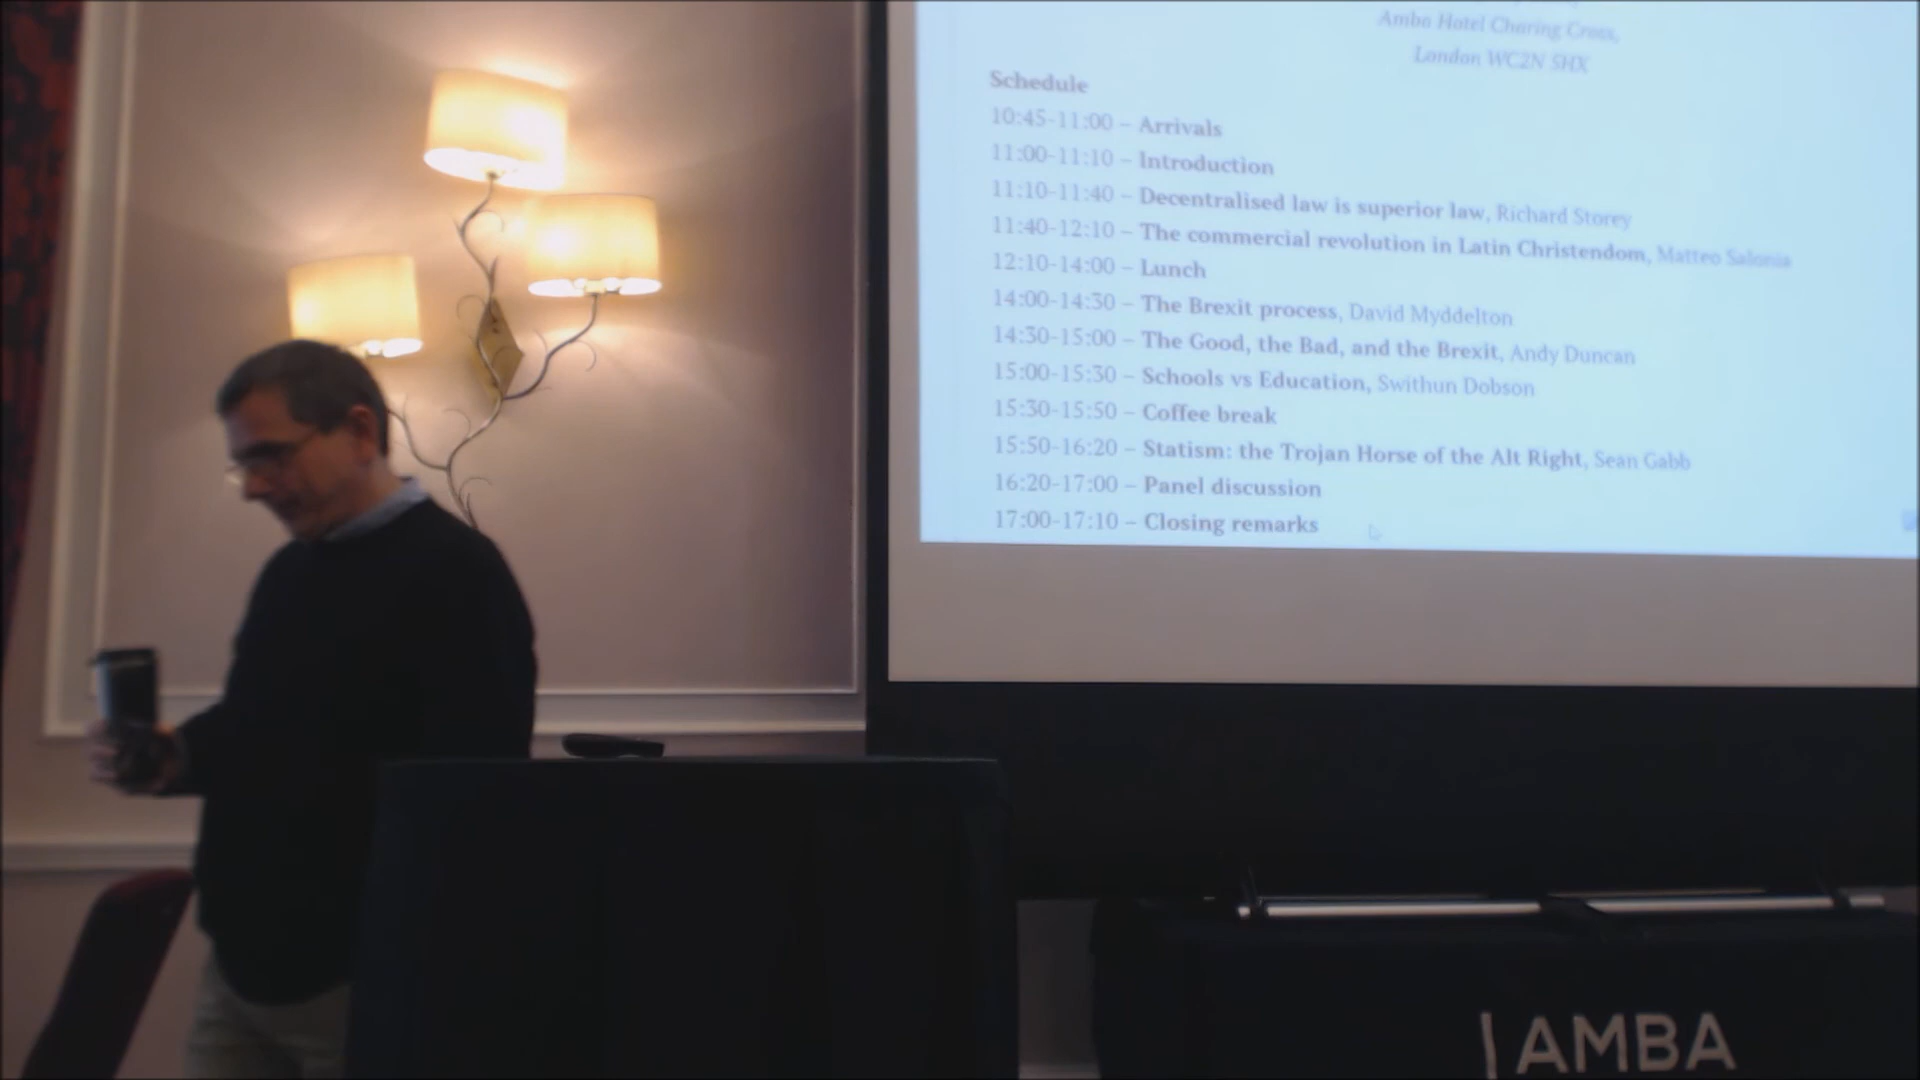 Amba Hotel Charing Cross,
London WC2N 5HX
Schedule
10:45-11:00 – Arrivals
11:00-11:10 – Introduction
11:10-11:40 – Decentralised law is superior law, Richard Storey
11:40-12:10 – The commercial revolution in Latin Christendom, Matteo Salonia
12:10-14:00 – Lunch
14:00-14:30 – The Brexit process, David Myddelton
14:30-15:00 – The Good, the Bad, and the Brexit, Andy Duncan
15:00-15:30 – Schools vs Education, Swithun Dobson
15:30-15:50 – Coffee break
15:50-16:20 – Statism: the Trojan Horse of the Alt Right, Sean Gabb
16:20-17:00 – Panel discussion
17:00-17:10 – Closing remarks
AMBA